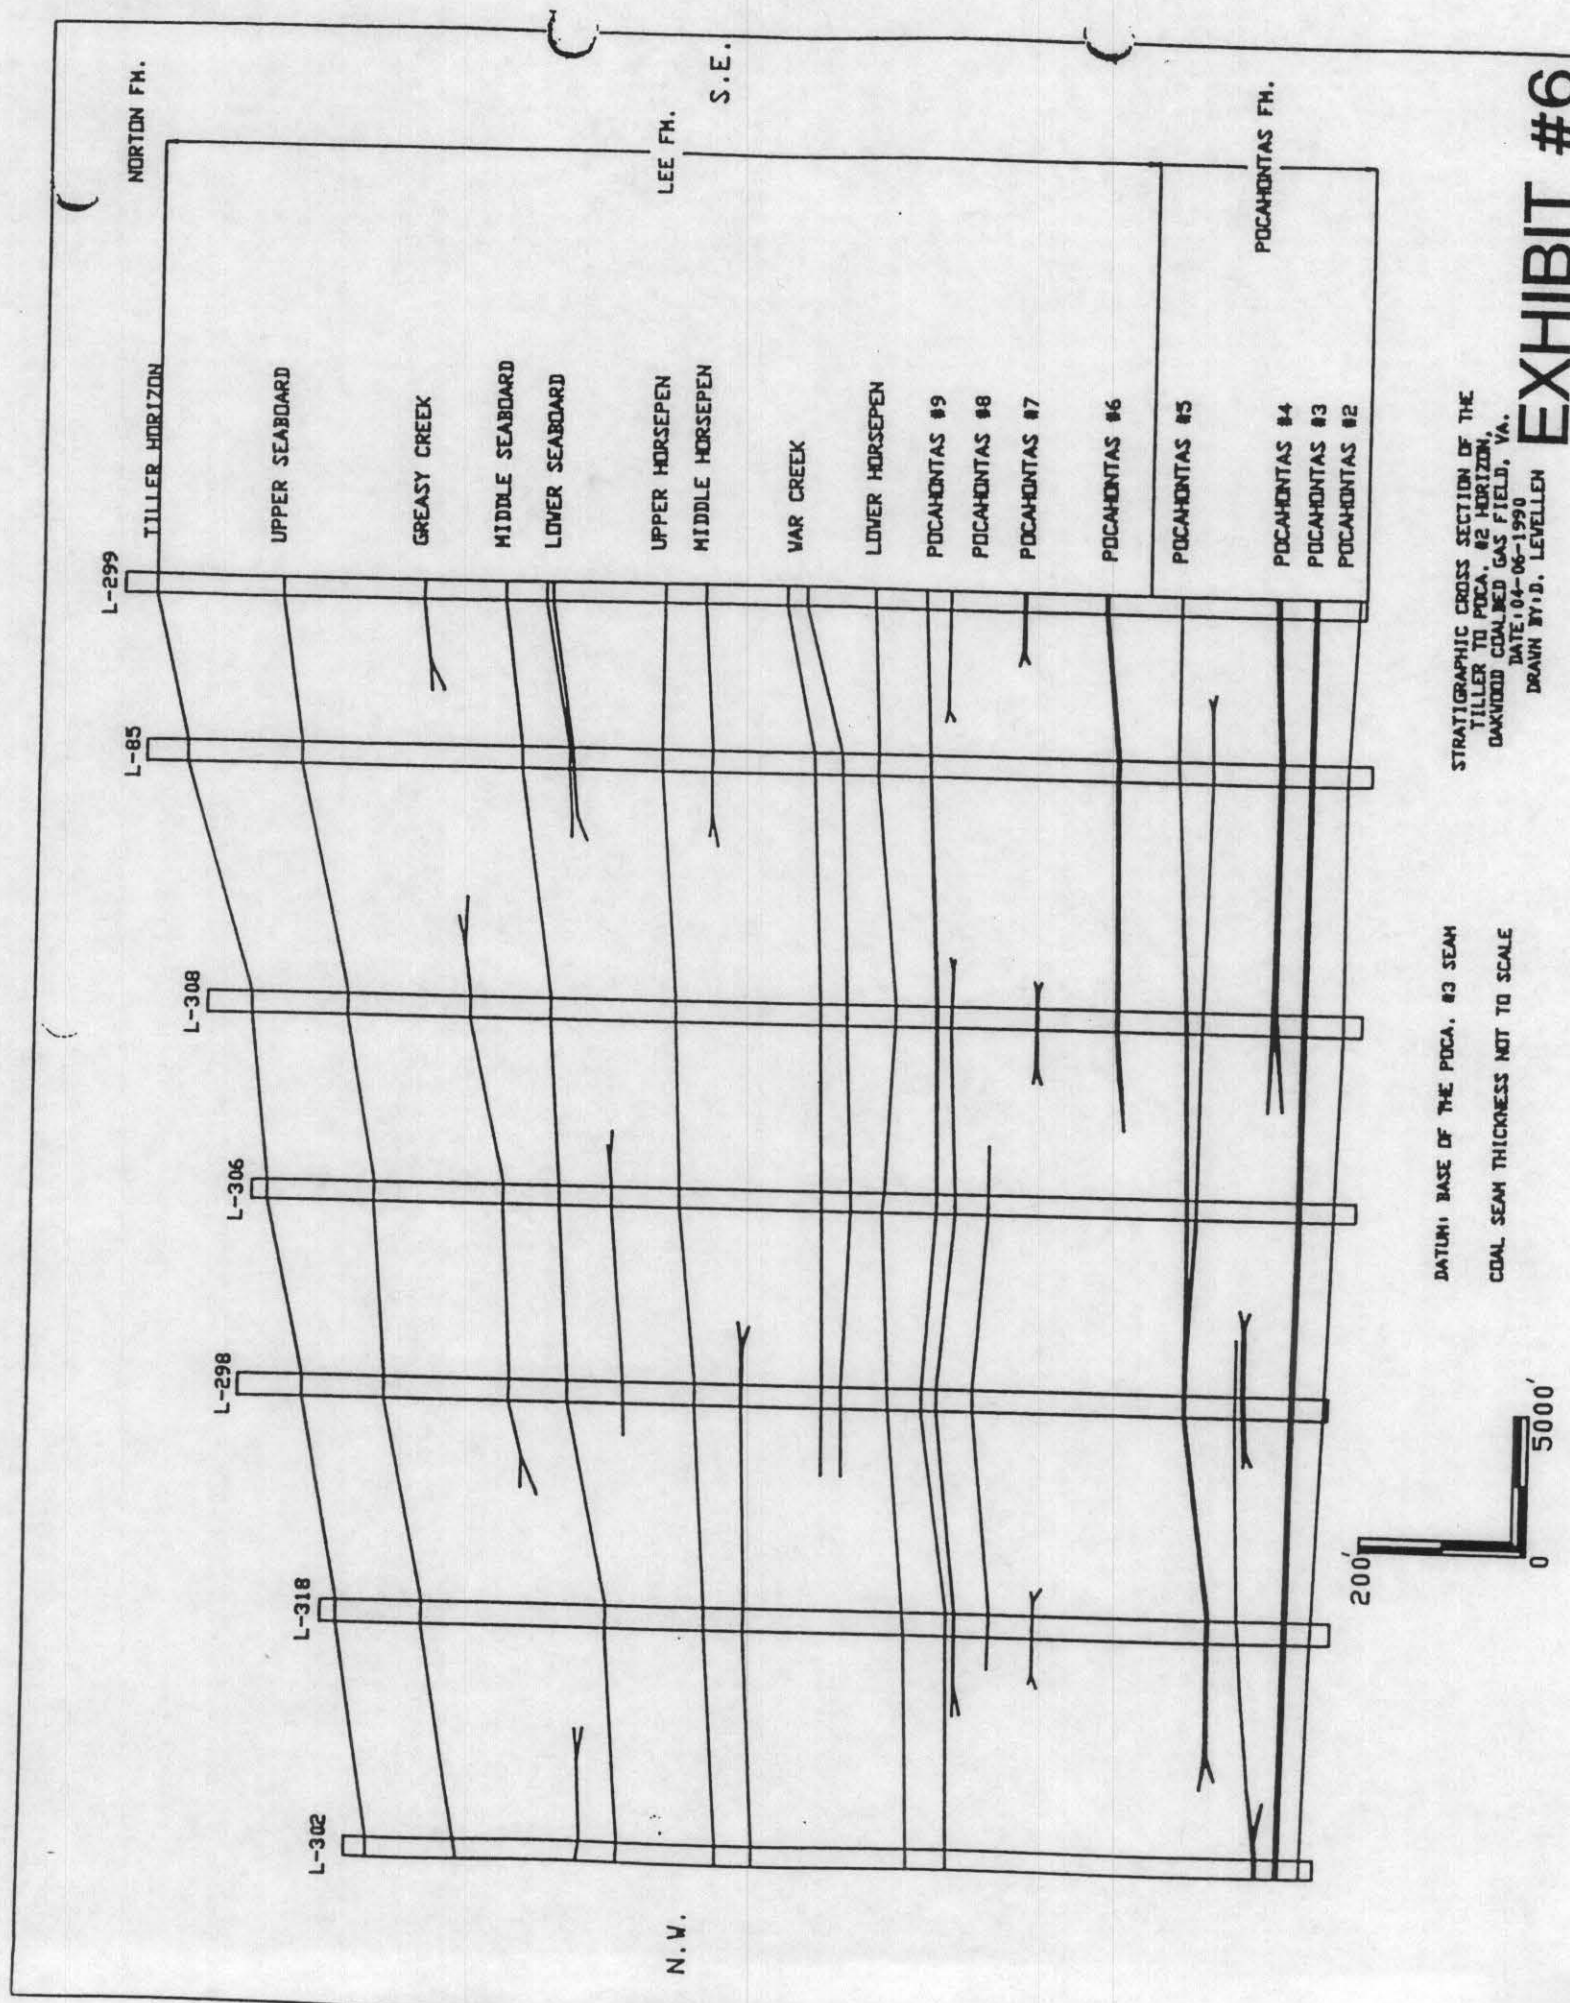 N.W.
S.E.
L-302
L-318
L-298
L-306
L-308
L-85
L-299
NORTON FM.
LEE FM.
POCAHONTAS FM.
TILLER HORIZON
UPPER SEABOARD
GREASY CREEK
MIDDLE SEABOARD
LOWER SEABOARD
UPPER HORSEPEN
MIDDLE HORSEPEN
WAR CREEK
LOWER HORSEPEN
POCAHONTAS #9
POCAHONTAS #8
POCAHONTAS #7
POCAHONTAS #6
POCAHONTAS #5
POCAHONTAS #4
POCAHONTAS #3
POCAHONTAS #2
200'
0
5000'
DATUM: BASE OF THE POCA. #3 SEAM
COAL SEAM THICKNESS NOT TO SCALE
STRATIGRAPHIC CROSS SECTION OF THE
TILLER TO POCA. #2 HORIZON,
OAKWOOD COALBED GAS FIELD, VA.
DATE:04-06-1990
DRAWN BY:D. LEWELLEN
EXHIBIT #6